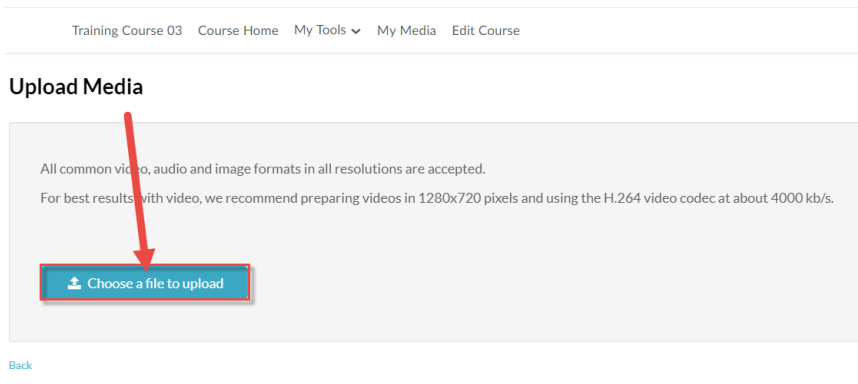 Training Course 03 Course Home My Tools My Media Edit Course
Upload Media
All common video, audio and image formats in all resolutions are accepted.
For best results with video, we recommend preparing videos in 1280x720 pixels and using the H.264 video codec at about 4000 kb/s.
Choose a file to upload
Back